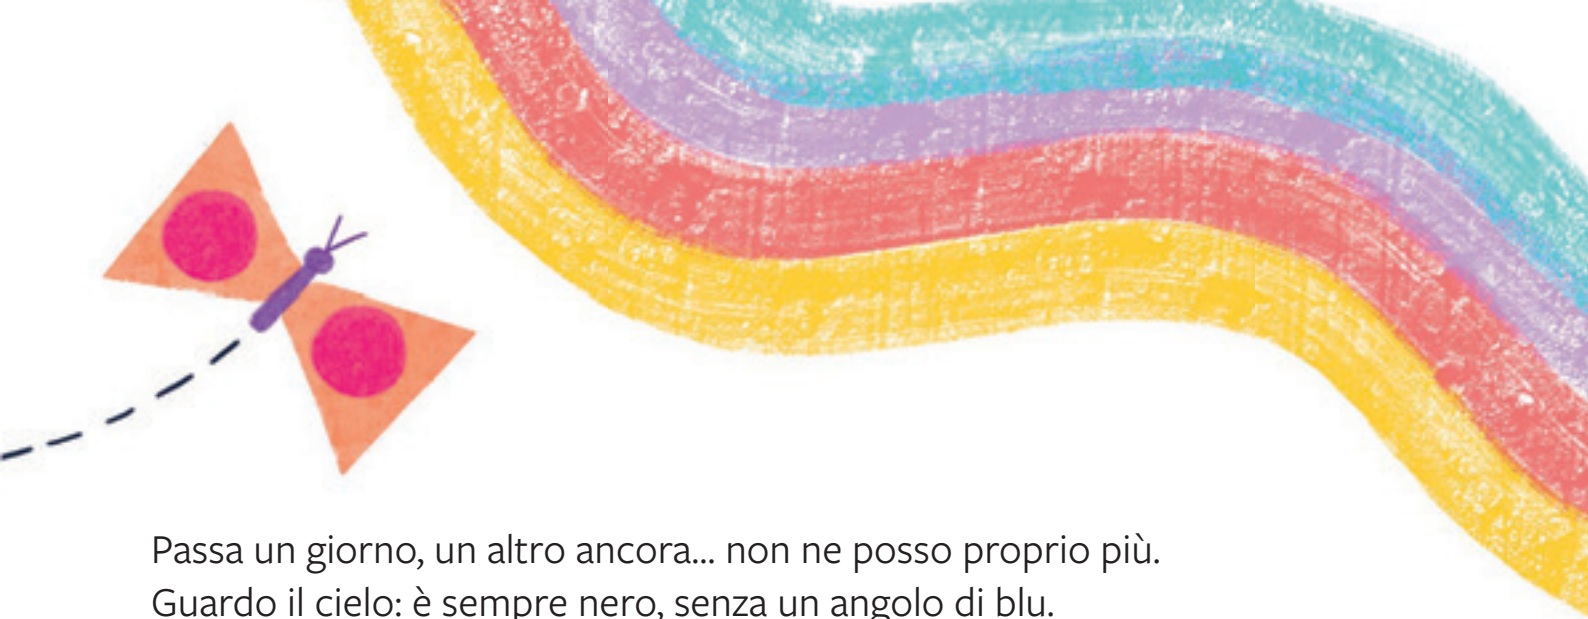 Passa un giorno, un altro ancora... non ne posso proprio più.
Guardo il cielo: è sempre nero, senza un angolo di blu.